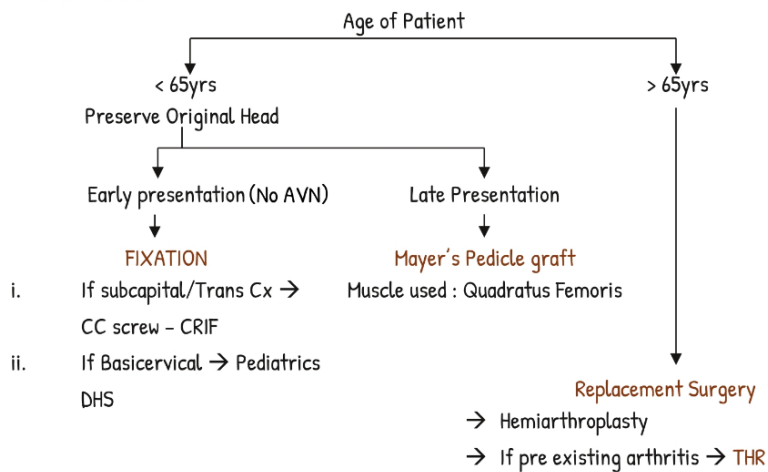 Age of Patient
< 65yrs
> 65yrs
Preserve Original Head
Early presentation (No AVN)
Late Presentation
FIXATION
Mayer's Pedicle graft
i. If subcapital/Trans Cx →
Muscle used : Quadratus Femoris
CC screw – CRIF
ii. If Basicervical → Pediatrics
DHS
Replacement Surgery
→ Hemiarthroplasty
→ If pre existing arthritis → THR